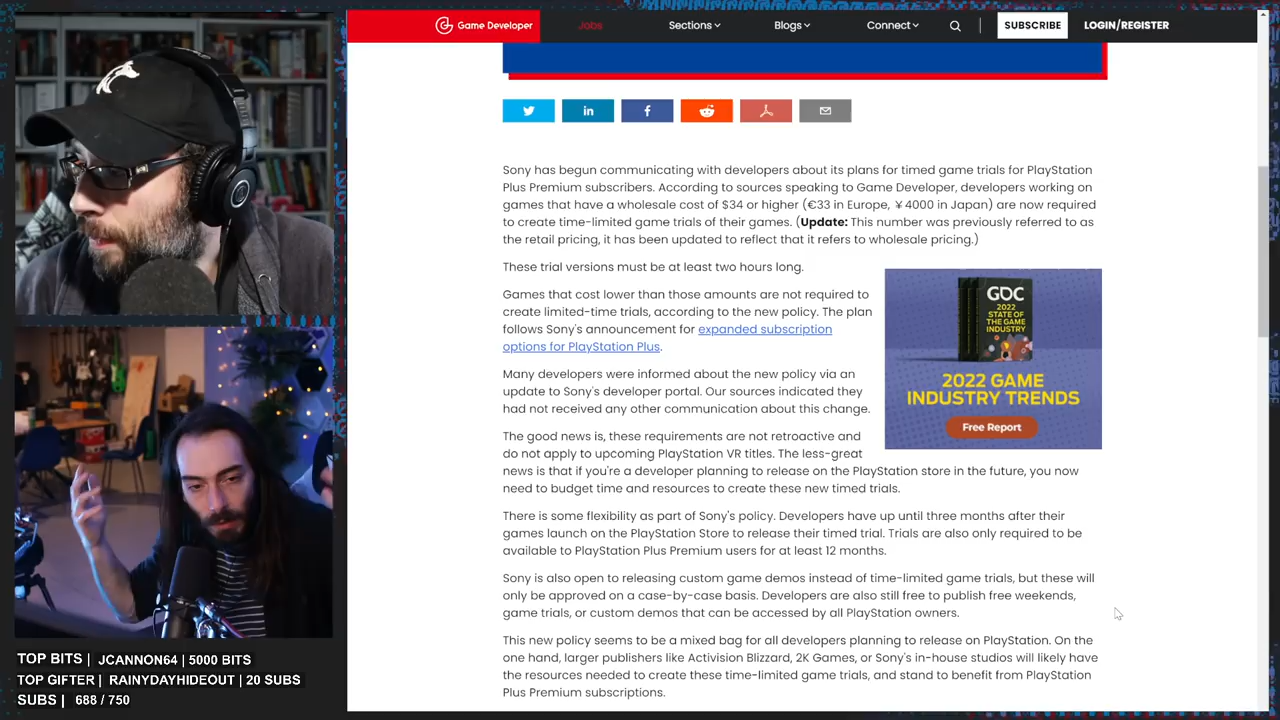 Game Developer
Jobs
Sections
Blogs
Connect
SUBSCRIBE
LOGIN/REGISTER
Sony has begun communicating with developers about its plans for timed game trials for PlayStation
Plus Premium subscribers. According to sources speaking to Game Developer, developers working on
games that have a wholesale cost of $34 or higher (€33 in Europe, ¥4000 in Japan) are now required
to create time-limited game trials of their games. (Update: This number was previously referred to as
the retail pricing, it has been updated to reflect that it refers to wholesale pricing.)
These trial versions must be at least two hours long.
Games that cost lower than those amounts are not required to
create limited-time trials, according to the new policy. The plan
follows Sony's announcement for expanded subscription
options for PlayStation Plus.
Many developers were informed about the new policy via an
update to Sony's developer portal. Our sources indicated they
had not received any other communication about this change.
The good news is, these requirements are not retroactive and
do not apply to upcoming PlayStation VR titles. The less-great
news is that if you're a developer planning to release on the PlayStation store in the future, you now
need to budget time and resources to create these new timed trials.
GDC
2022
STATE OF
THE GAME
INDUSTRY
2022 GAME
INDUSTRY TRENDS
Free Report
There is some flexibility as part of Sony's policy. Developers have up until three months after their
games launch on the PlayStation Store to release their timed trial. Trials are also only required to be
available to PlayStation Plus Premium users for at least 12 months.
Sony is also open to releasing custom game demos instead of time-limited game trials, but these will
only be approved on a case-by-case basis. Developers are also still free to publish free weekends,
game trials, or custom demos that can be accessed by all PlayStation owners.
This new policy seems to be a mixed bag for all developers planning to release on PlayStation. On the
one hand, larger publishers like Activision Blizzard, 2K Games, or Sony's in-house studios will likely have
the resources needed to create these time-limited game trials, and stand to benefit from PlayStation
Plus Premium subscriptions.
TOP BITS | JCANNON64 | 5000 BITS
TOP GIFTER | RAINYDAYHIDEOUT | 20 SUBS
SUBS | 688 / 750